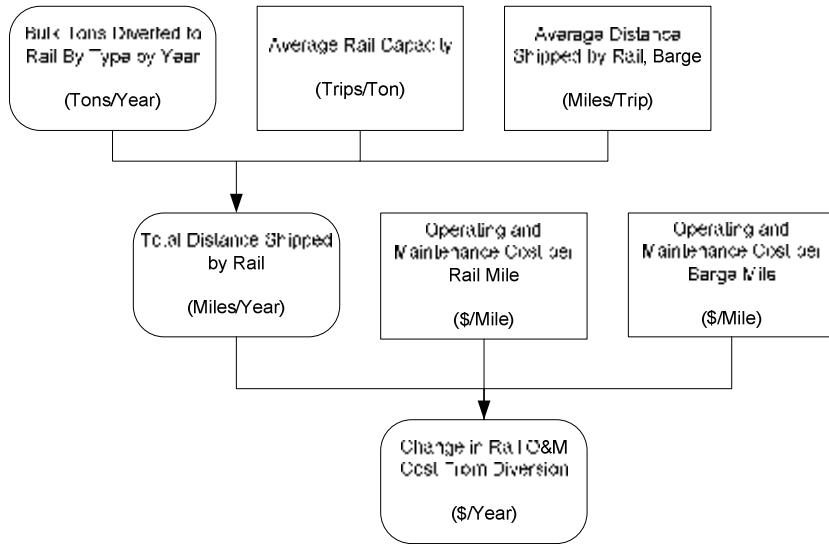 Bulk Tons Diverted to
Rail By Type by Year
(Tons/Year)
Average Rail Capacity
(Trips/Ton)
Average Distance
Shipped by Rail, Barge
(Miles/Trip)
Total Distance Shipped
by Rail
(Miles/Year)
Operating and
Maintenance Cost per
Rail Mile
($/Mile)
Operating and
Maintenance Cost per
Barge Mile
($/Mile)
Change in Rail O&M
Cost From Diversion
($/Year)